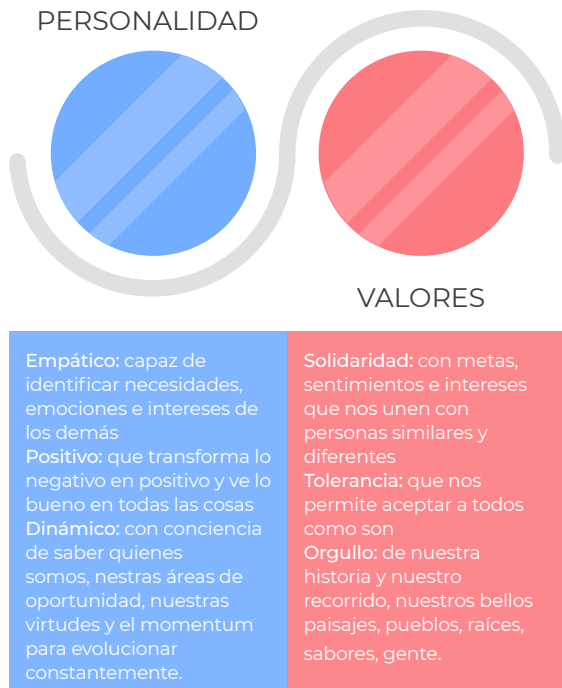 PERSONALIDAD
VALORES
Empático: capaz de
identificar necesidades,
emociones e intereses de
los demás
Positivo: que transforma lo
negativo en positivo y ve lo
bueno en todas las cosas
Dinámico: con conciencia
de saber quienes
somos, nestras áreas de
oportunidad, nuestras
virtudes y el momentum
para evolucionar
constantemente.
Solidaridad: con metas,
sentimientos e intereses
que nos unen con
personas similares y
diferentes
Tolerancia: que nos
permite aceptar a todos
como son
Orgullo: de nuestra
historia y nuestro
recorrido, nuestros bellos
paisajes, pueblos, raíces,
sabores, gente.